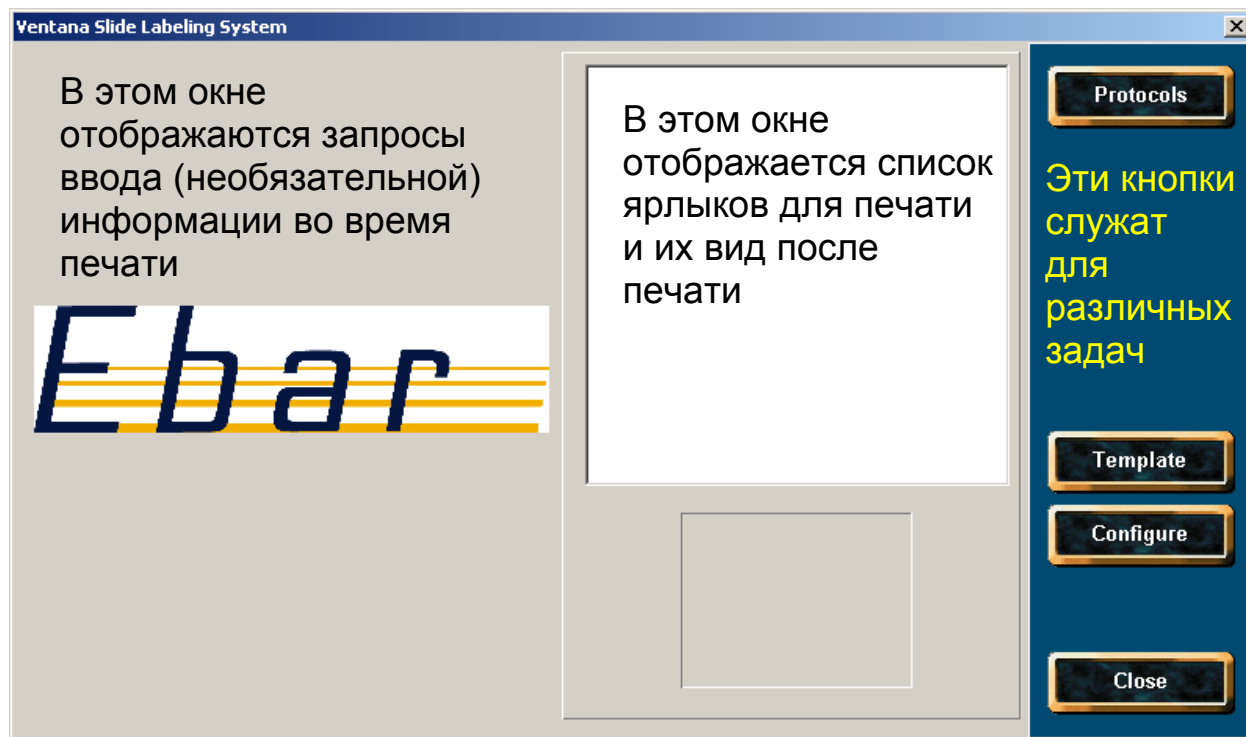 Ventana Slide Labeling System
В этом окне
отображаются запросы
ввода (необязательной)
информации во время
печати
Ebar
В этом окне
отображается список
ярлыков для печати
и их вид после
печати
Protocols
Эти кнопки
служат
для
различных
задач
Template
Configure
Close